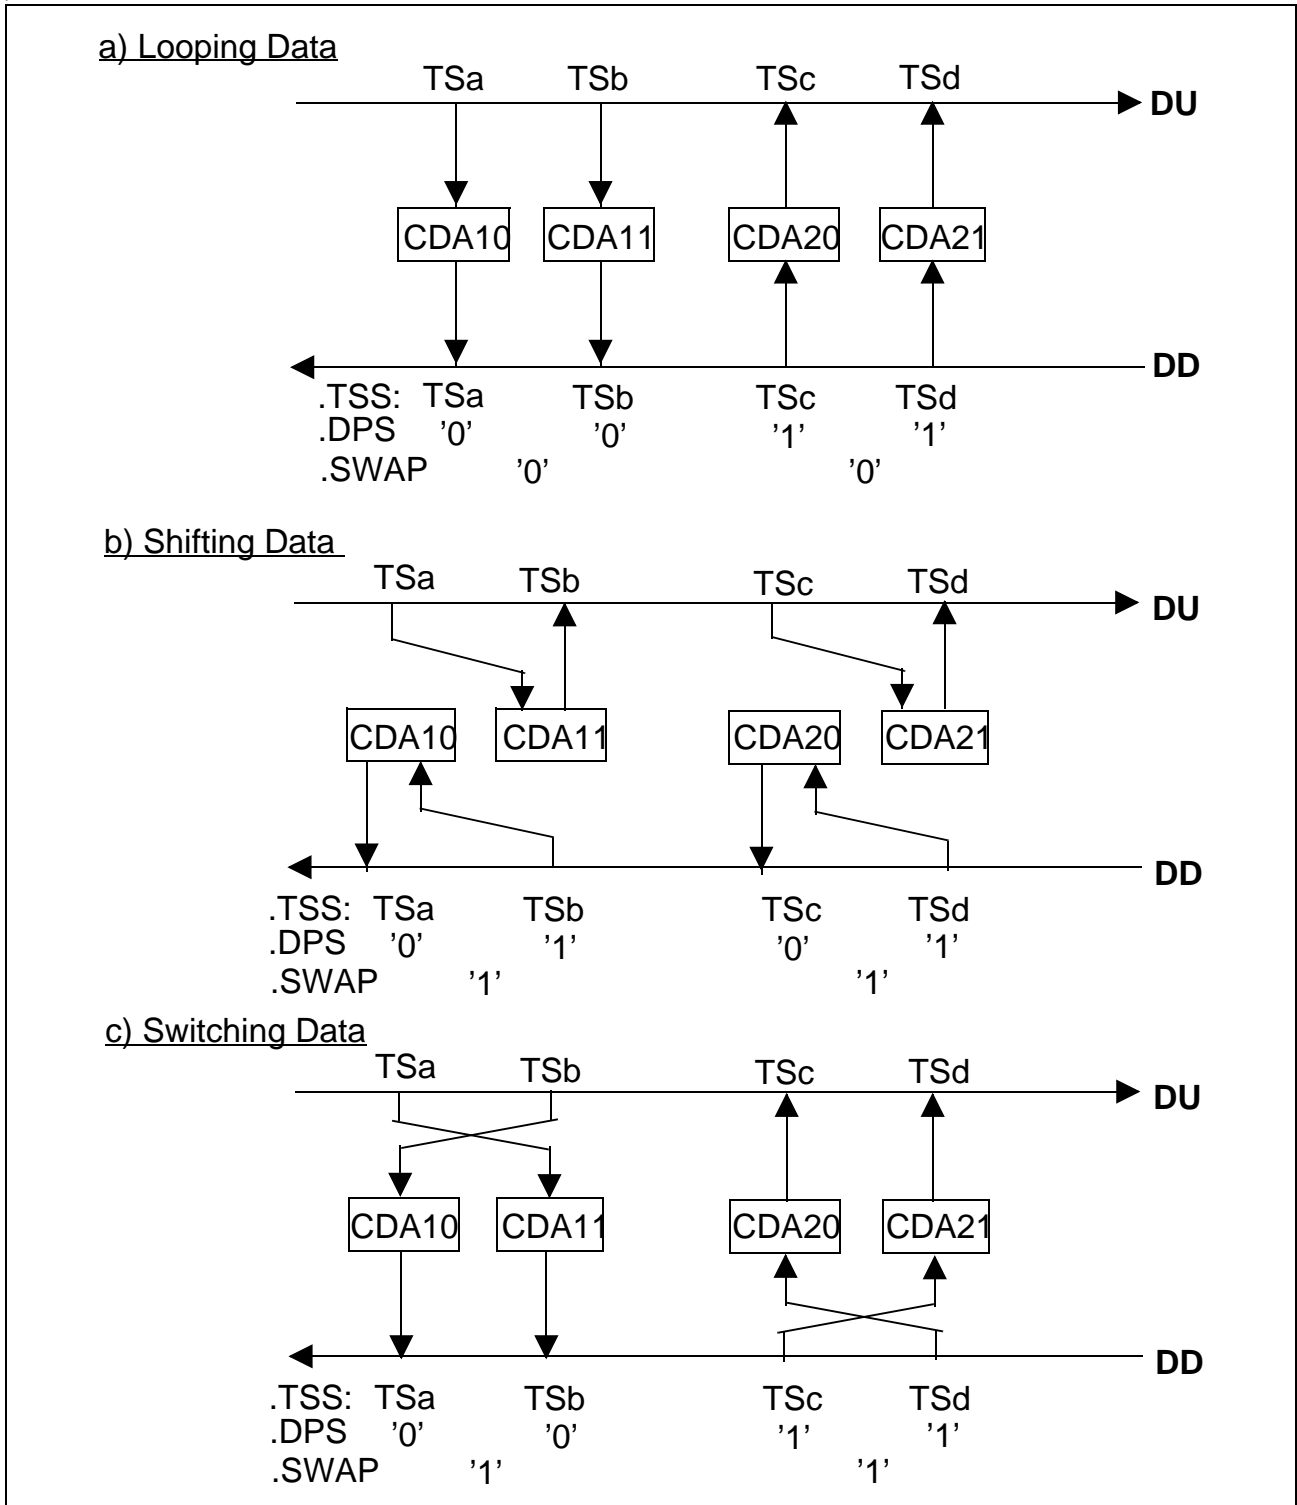 a) Looping Data
TSa TSb TSc TSd
DU
CDA10 CDA11 CDA20 CDA21
DD
.TSS: TSa TSb TSc TSd
.DPS ’0’ ’0’ ’1’ ’1’
.SWAP ’0’ ’0’
b) Shifting Data
TSa TSb TSc TSd
DU
CDA10 CDA11 CDA20 CDA21
DD
.TSS: TSa TSb TSc TSd
.DPS ’0’ ’1’ ’0’ ’1’
.SWAP ’1’ ’1’
c) Switching Data
TSa TSb TSc TSd
DU
CDA10 CDA11 CDA20 CDA21
DD
.TSS: TSa TSb TSc TSd
.DPS ’0’ ’0’ ’1’ ’1’
.SWAP ’1’ ’1’